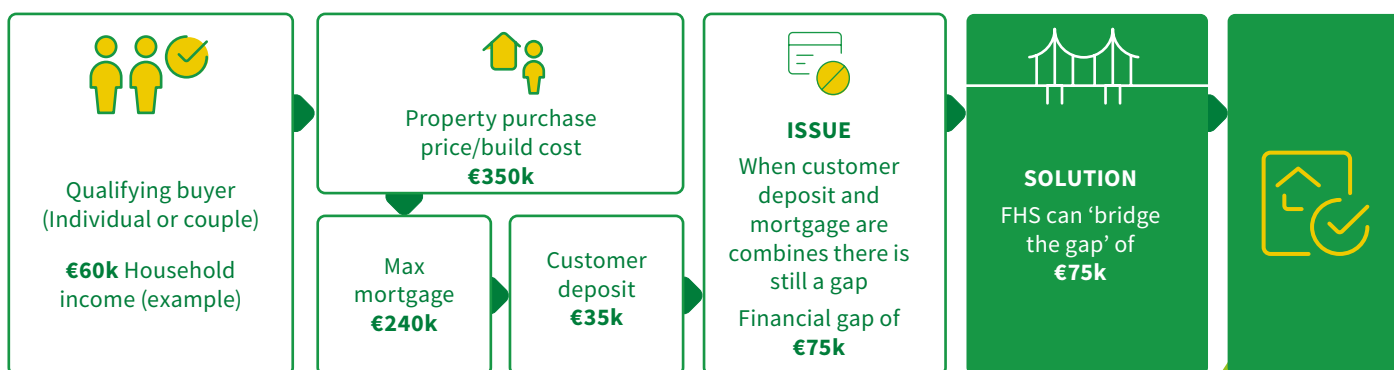 Qualifying buyer
(Individual or couple)
€60k Household
income (example)
Property purchase
price/build cost
€350k
Max
mortgage
€240k
Customer
deposit
€35k
ISSUE
When customer
deposit and
mortgage are
combines there is
still a gap
Financial gap of
€75k
SOLUTION
FHS can ‘bridge
the gap’ of
€75k